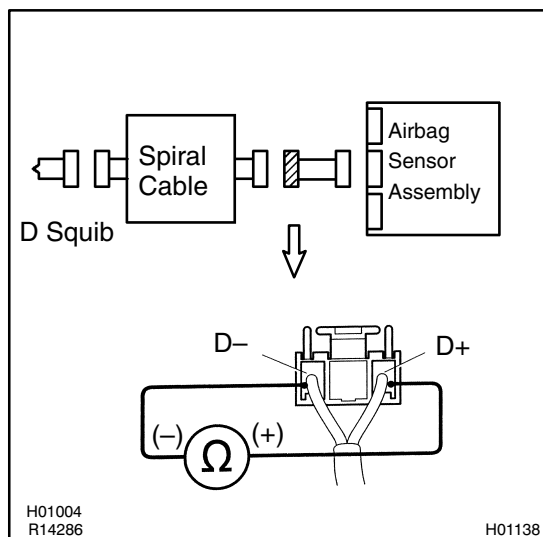 Spiral
Cable
Airbag
Sensor
Assembly
D Squib
D–
D+
(–)
Ω
(+)
H01004
R14286
H01138